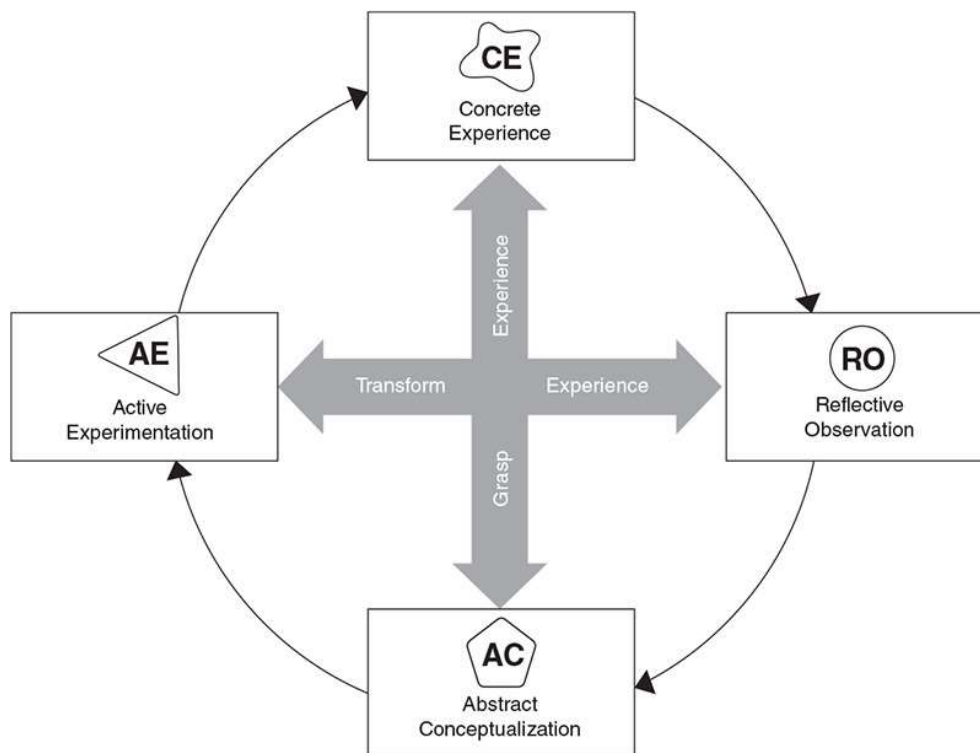 CE
Concrete
Experience
Experience
AE
Active
Experimentation
Transform
Experience
RO
Reflective
Observation
Grasp
AC
Abstract
Conceptualization